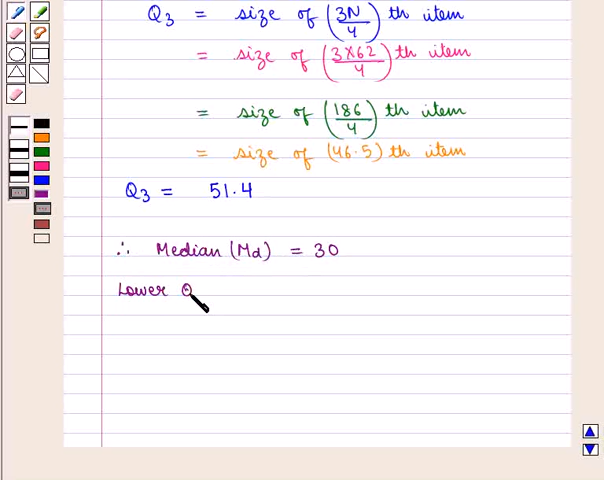 Q3 = size of (3N/4) th item
= size of (3×62/4) th item
= size of (186/4) th item
= size of (46.5) th item
Q3 = 51.4
∴ Median (Md) = 30
Lower Q